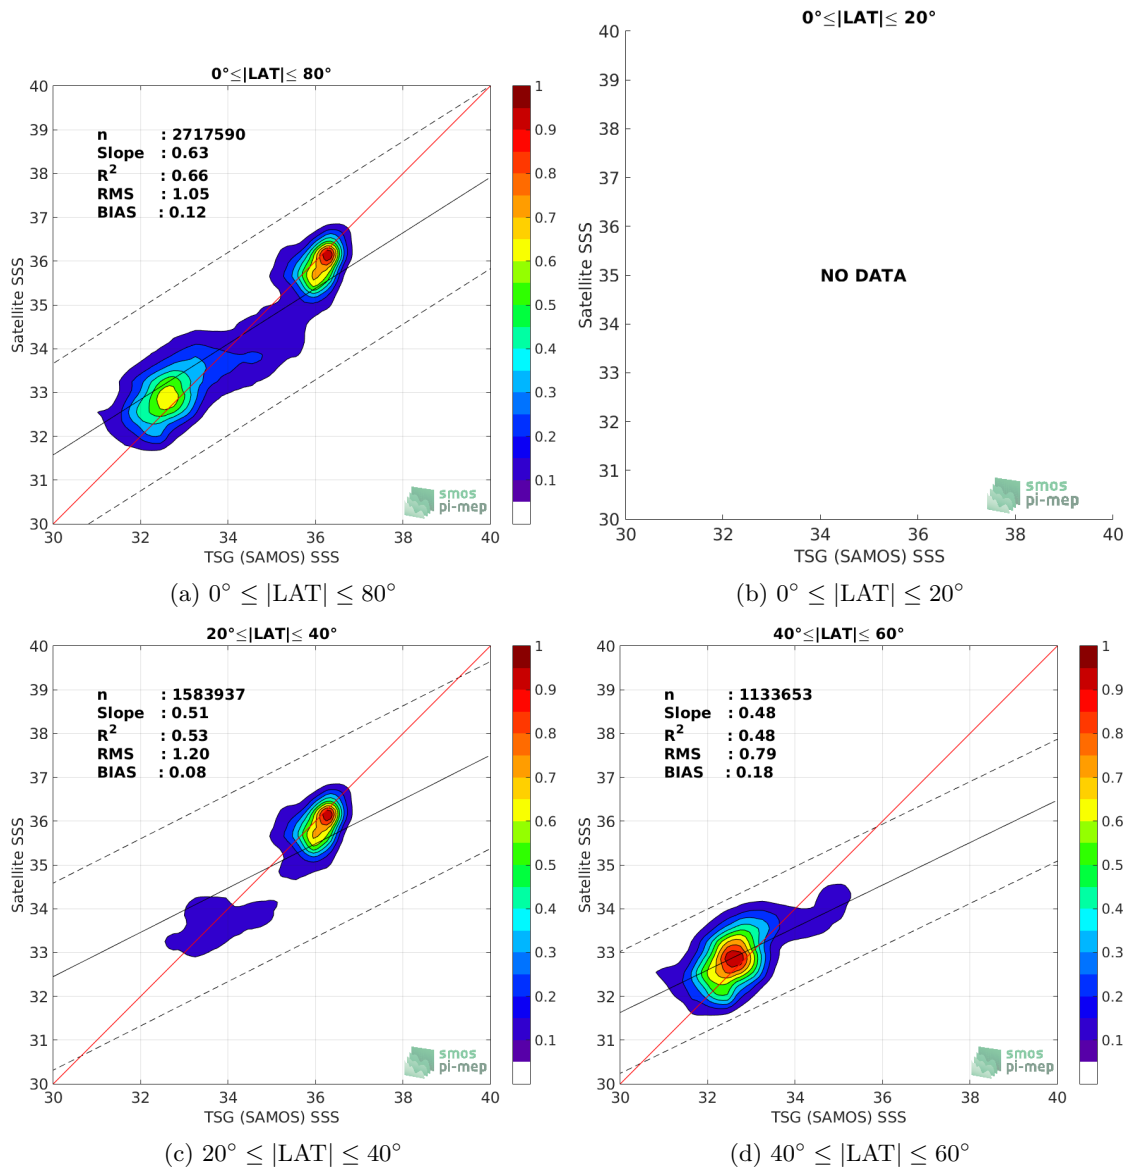 0°≤|LAT|≤ 80°
n : 2717590
Slope : 0.63
R² : 0.66
RMS : 1.05
BIAS : 0.12
40
39
38
37
36
35
34
33
32
31
30
Satellite SSS
30 32 34 36 38 40
TSG (SAMOS) SSS
1
0.9
0.8
0.7
0.6
0.5
0.4
0.3
0.2
0.1
smos
pi-mep
(a) 0° ≤ |LAT| ≤ 80°
0°≤|LAT|≤ 20°
40
39
38
37
36
35
34
33
32
31
30
Satellite SSS
NO DATA
30 32 34 36 38 40
TSG (SAMOS) SSS
smos
pi-mep
(b) 0° ≤ |LAT| ≤ 20°
20°≤|LAT|≤ 40°
n : 1583937
Slope : 0.51
R² : 0.53
RMS : 1.20
BIAS : 0.08
40
39
38
37
36
35
34
33
32
31
30
Satellite SSS
30 32 34 36 38 40
TSG (SAMOS) SSS
1
0.9
0.8
0.7
0.6
0.5
0.4
0.3
0.2
0.1
smos
pi-mep
(c) 20° ≤ |LAT| ≤ 40°
40°≤|LAT|≤ 60°
n : 1133653
Slope : 0.48
R² : 0.48
RMS : 0.79
BIAS : 0.18
40
39
38
37
36
35
34
33
32
31
30
Satellite SSS
30 32 34 36 38 40
TSG (SAMOS) SSS
1
0.9
0.8
0.7
0.6
0.5
0.4
0.3
0.2
0.1
smos
pi-mep
(d) 40° ≤ |LAT| ≤ 60°